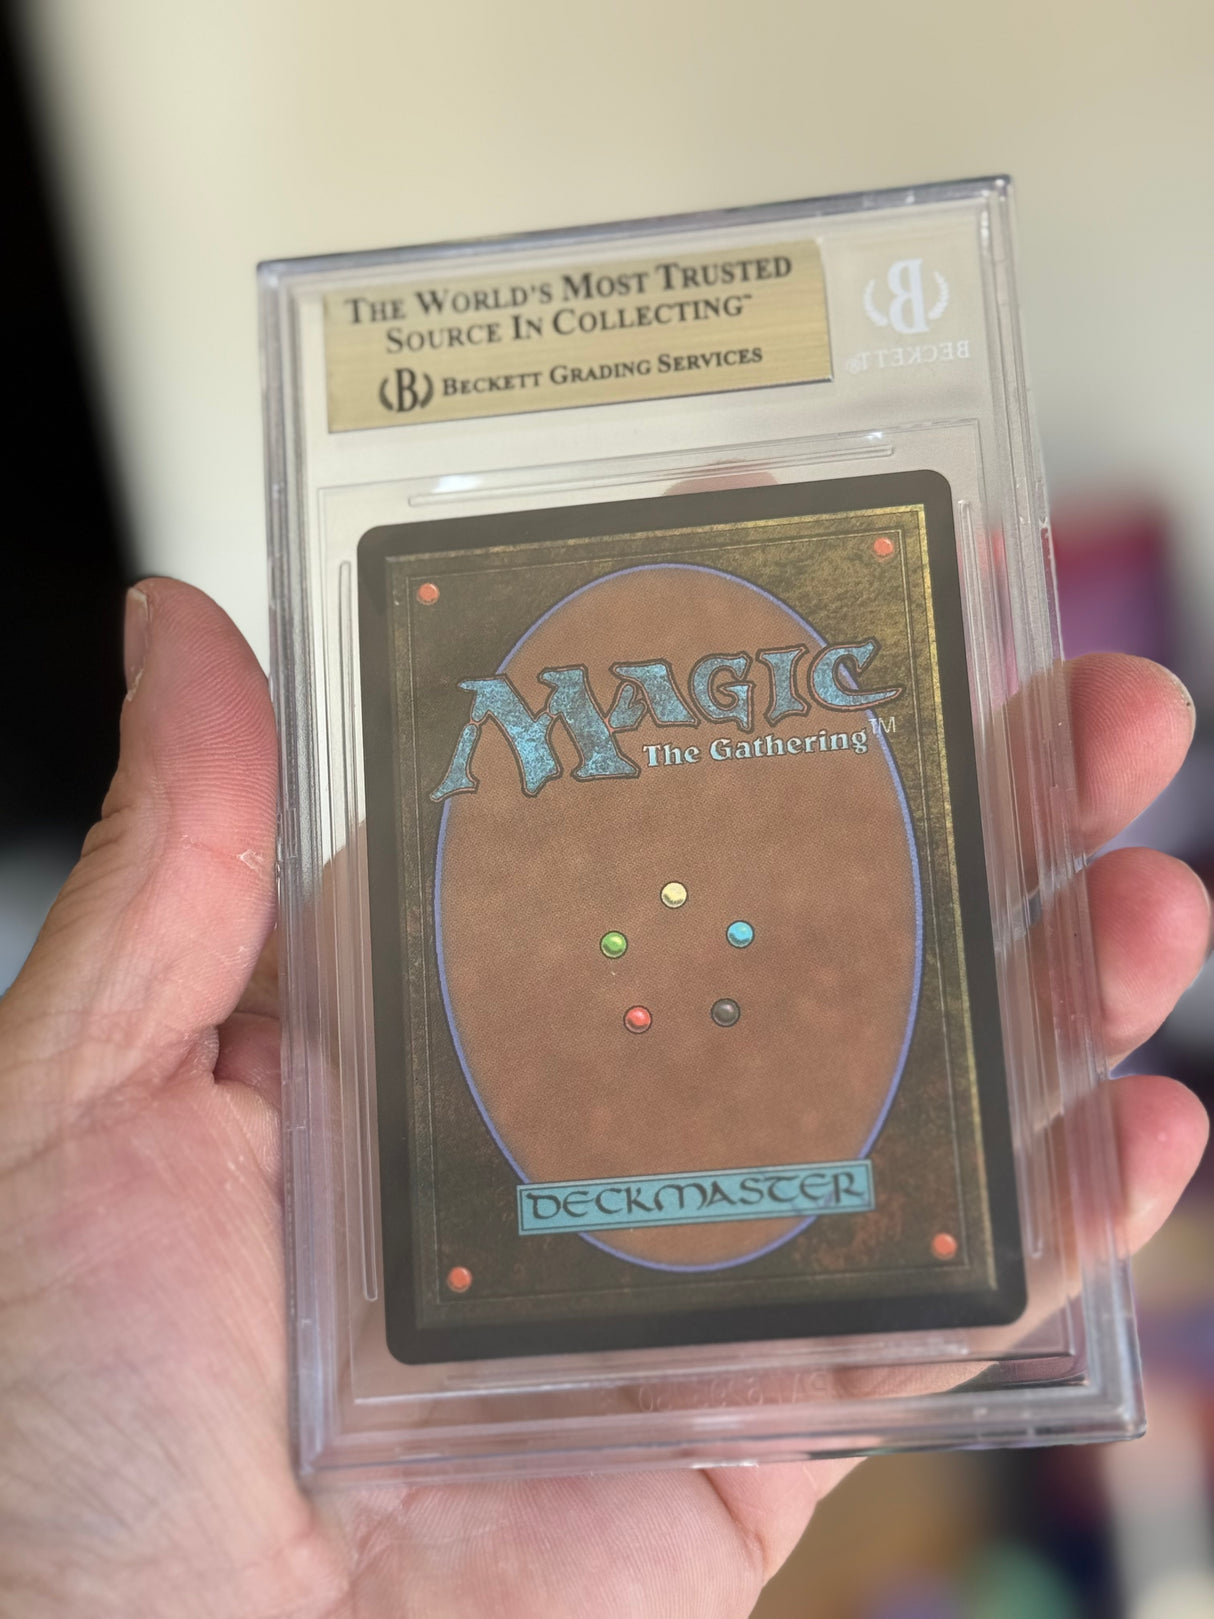 THE WORLD'S MOST TRUSTED
SOURCE IN COLLECTING™
(B) BECKETT GRADING SERVICES
B
BECKETT®
MAGIC
The Gathering™
DECKMASTER